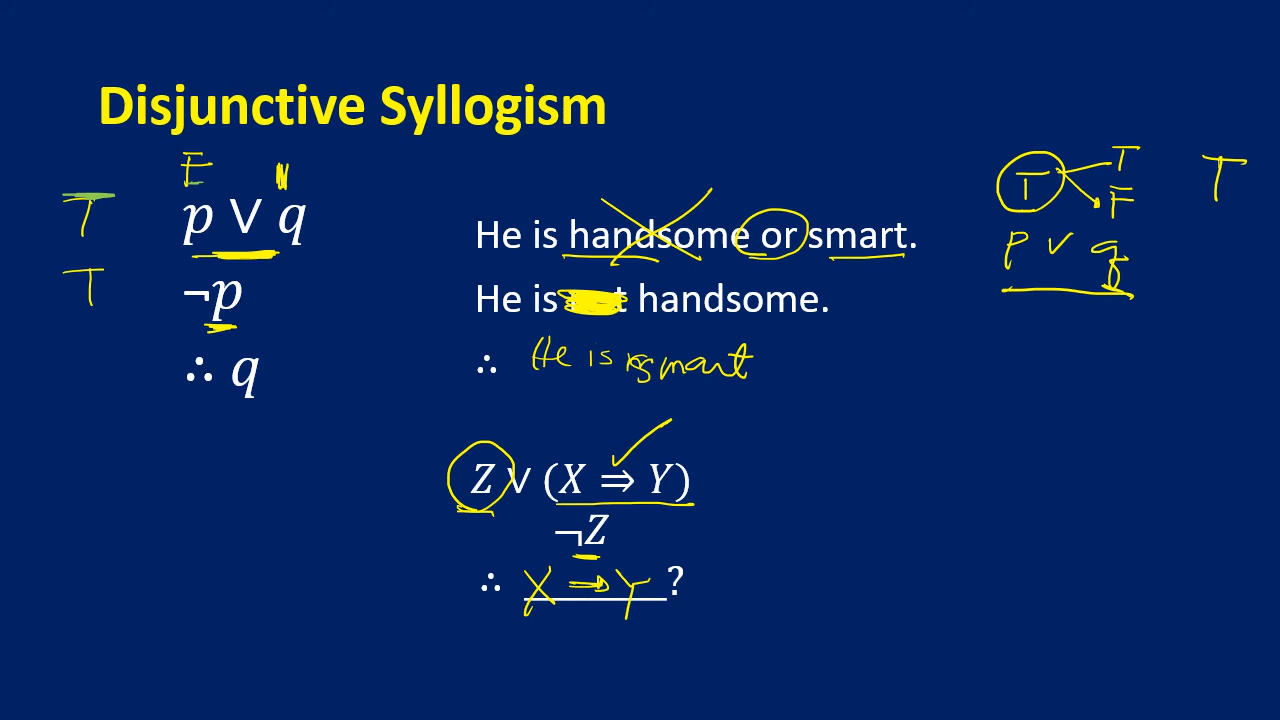 Disjunctive Syllogism
F
T p ∨ q
T ¬p
∴ q
He is handsome or smart.
He is handsome.
∴ He is smart
Z ∨ (X ⇒ Y)
¬Z
∴ X ⇒ Y?
T T F T
p ∨ q